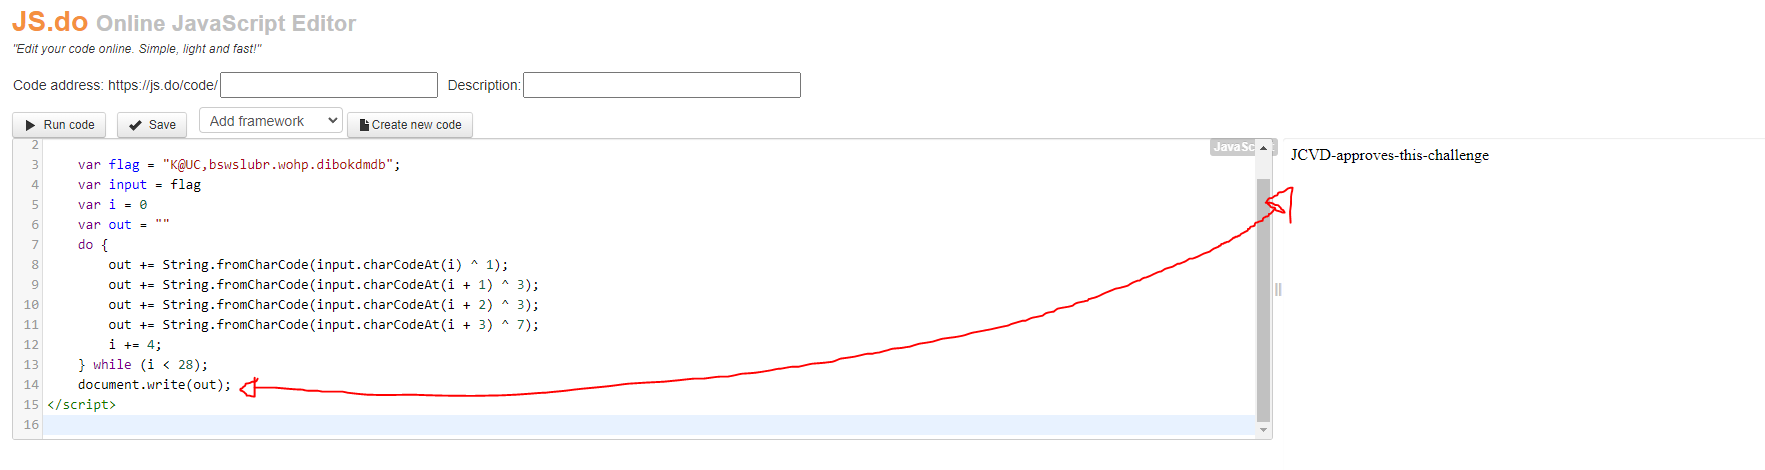 JS.do Online JavaScript Editor
"Edit your code online. Simple, light and fast!"
Code address: https://js.do/code/ Description:
Run code Save Add framework Create new code
2
3 var flag = "K@UC,bswslubr.wohp.dibokdmdb";
4 var input = flag
5 var i = 0
6 var out = ""
7 do {
8 out += String.fromCharCode(input.charCodeAt(i) ^ 1);
9 out += String.fromCharCode(input.charCodeAt(i + 1) ^ 3);
10 out += String.fromCharCode(input.charCodeAt(i + 2) ^ 3);
11 out += String.fromCharCode(input.charCodeAt(i + 3) ^ 7);
12 i += 4;
13 } while (i < 28);
14 document.write(out);
15 </script>
16
JavaSc
JCVD-approves-this-challenge